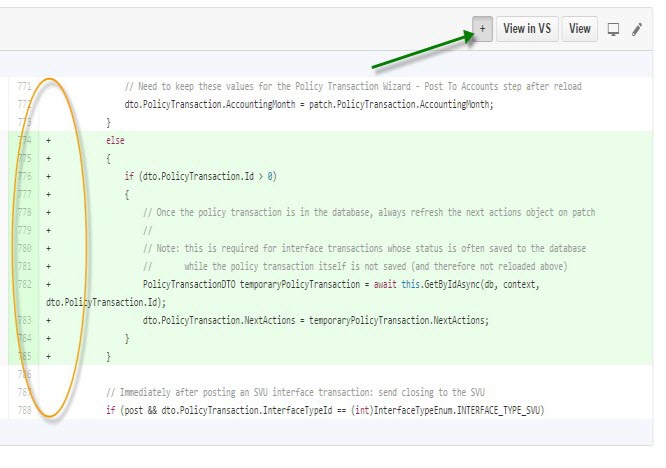 + View in VS View
771 // Need to keep these values for the Policy Transaction Wizard - Post To Accounts step after reload
772 dto.PolicyTransaction.AccountingMonth = patch.PolicyTransaction.AccountingMonth;
773 }
774 + else
775 + {
776 + if (dto.PolicyTransaction.Id > 0)
777 + {
778 + // Once the policy transaction is in the database, always refresh the next actions object on patch
779 + //
780 + // Note: this is required for interface transactions whose status is often saved to the database
781 + // while the policy transaction itself is not saved (and therefore not reloaded above)
782 + PolicyTransactionDTO temporaryPolicyTransaction = await this.GetByIdAsync(db, context,
dto.PolicyTransaction.Id);
783 + dto.PolicyTransaction.NextActions = temporaryPolicyTransaction.NextActions;
784 + }
785 + }
786
787 // Immediately after posting an SVU interface transaction: send closing to the SVU
788 if (post && dto.PolicyTransaction.InterfaceTypeId == (int)InterfaceTypeEnum.INTERFACE_TYPE_SVU)